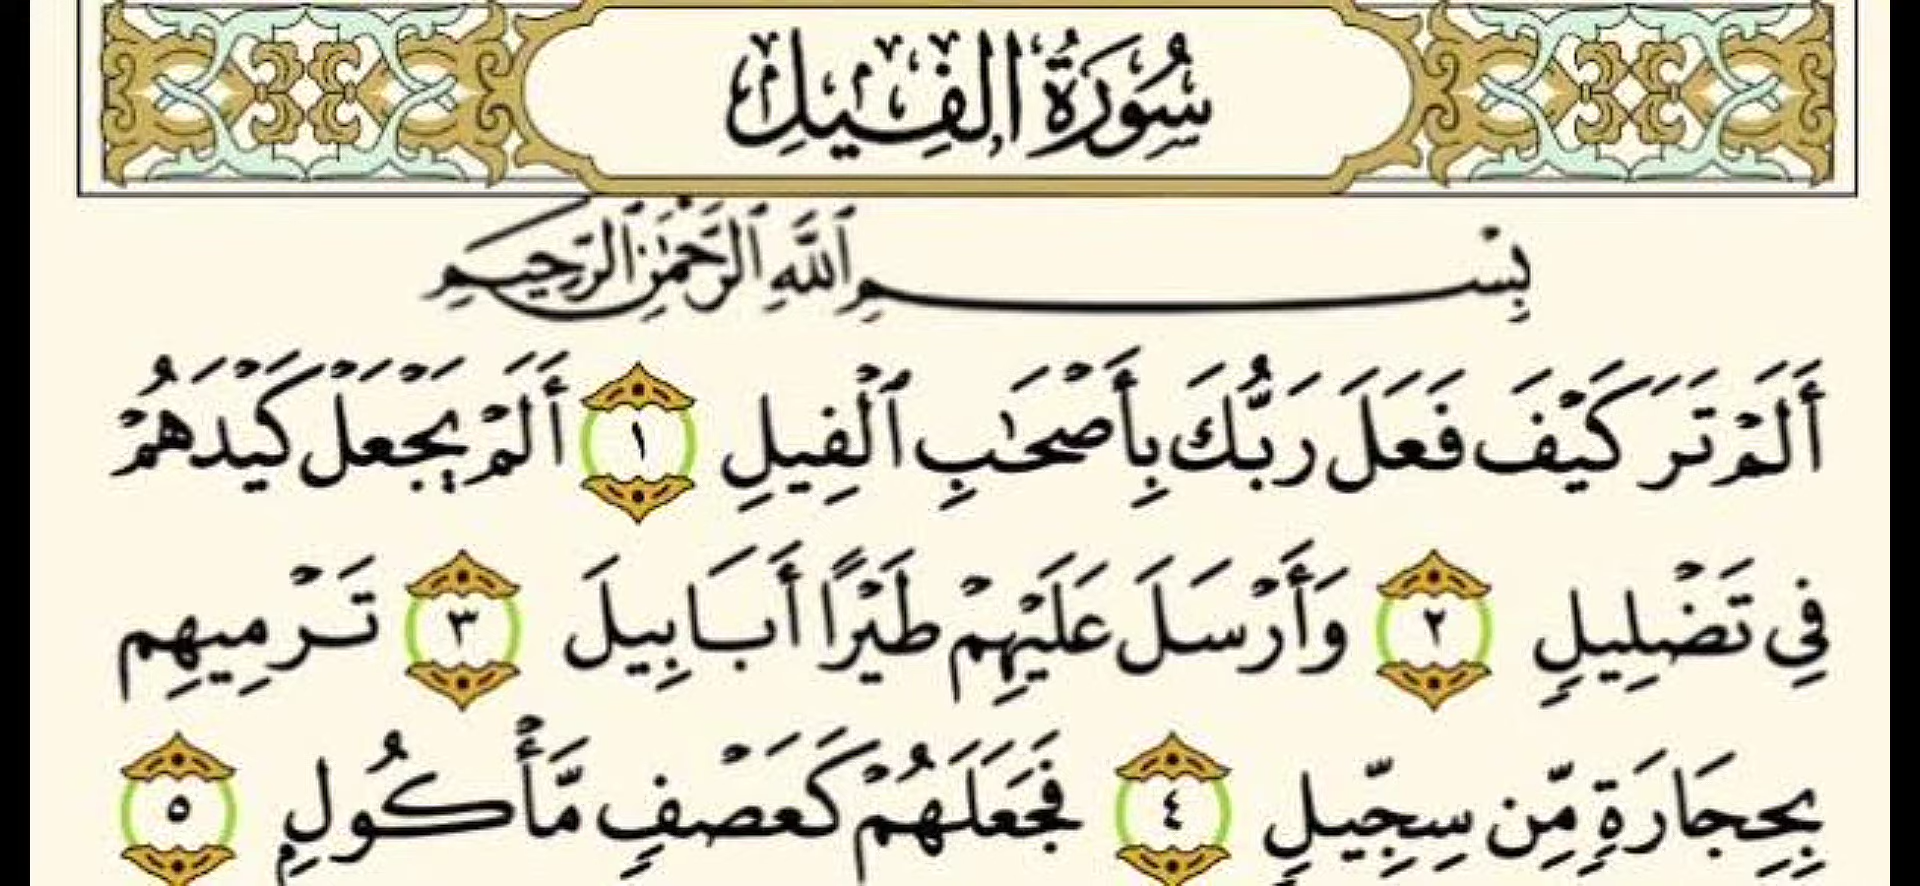 سُورَةُ الفِيلِ
بِسْمِ ٱللَّهِ ٱلرَّحْمَٰنِ ٱلرَّحِيمِ
أَلَمْ تَرَ كَيْفَ فَعَلَ رَبُّكَ بِأَصْحَٰبِ ٱلْفِيلِ ١ أَلَمْ يَجْعَلْ كَيْدَهُمْ
فِى تَضْلِيلٍ ٢ وَأَرْسَلَ عَلَيْهِمْ طَيْرًا أَبَابِيلَ ٣ تَرْمِيهِم
بِحِجَارَةٍ مِّن سِجِّيلٍ ٤ فَجَعَلَهُمْ كَعَصْفٍ مَّأْكُولٍ ٥